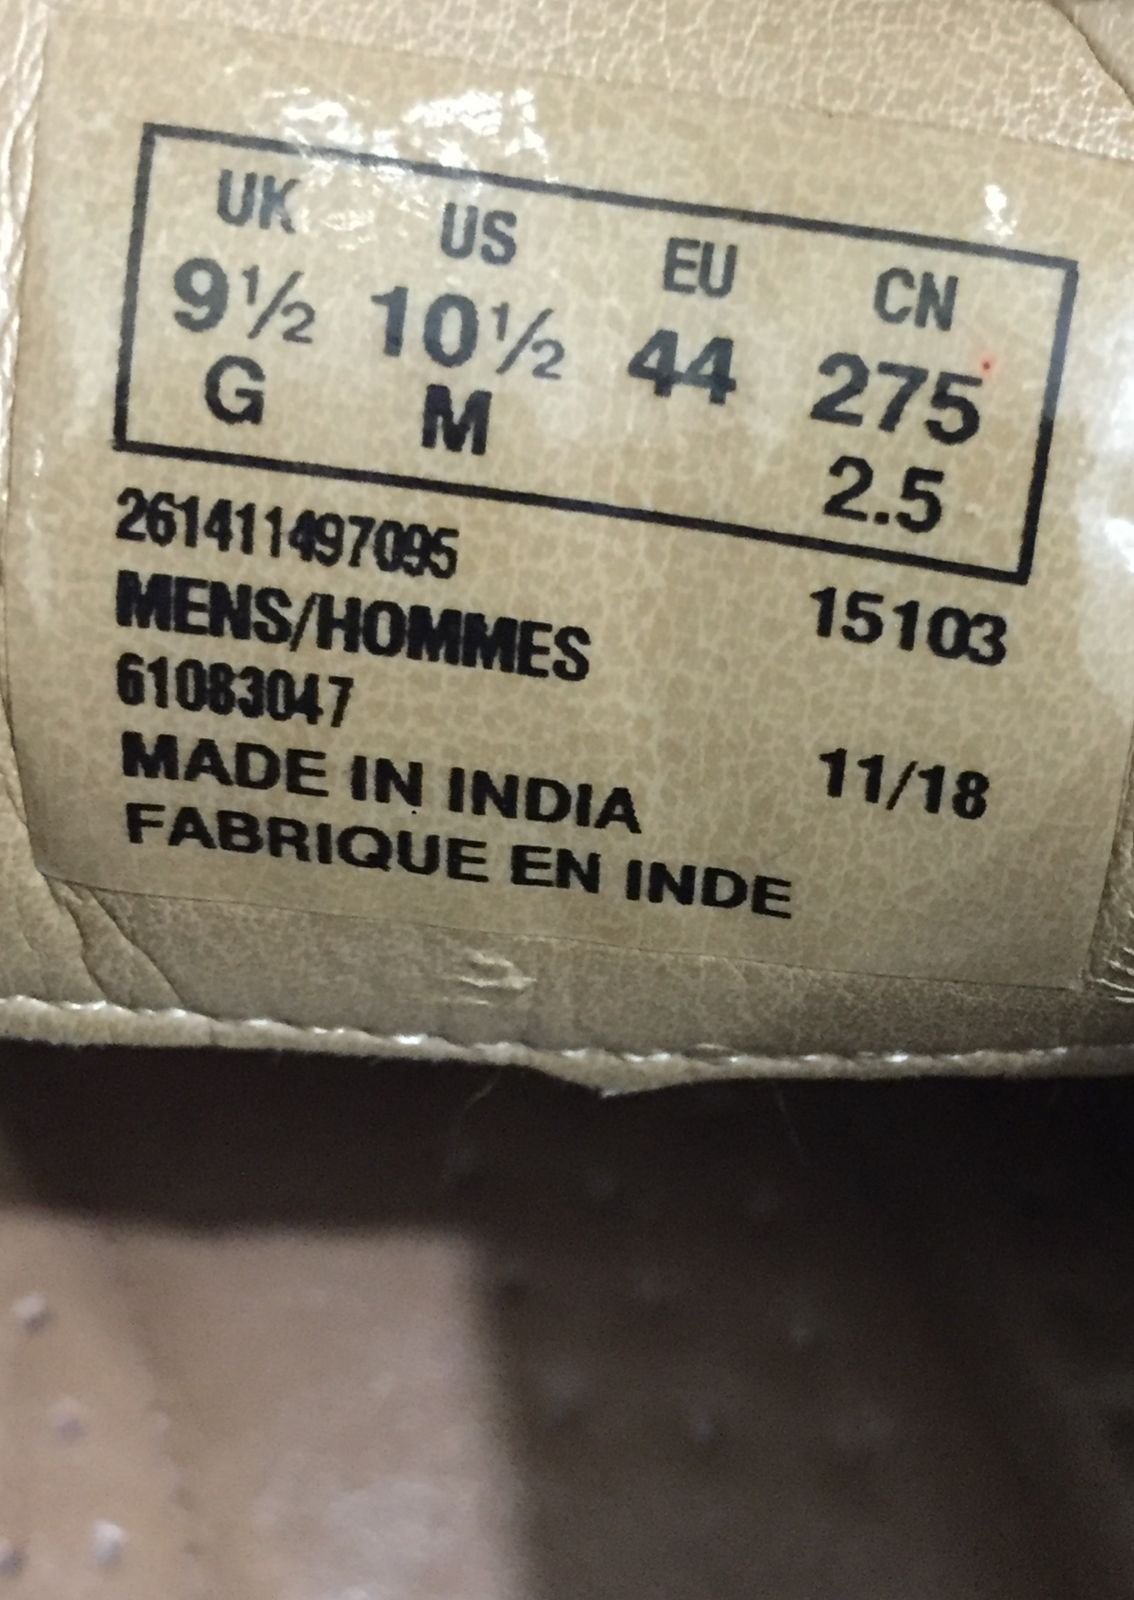 UK US EU CN
9½ 10½ 44 275
G M 2.5
261411497095
MENS/HOMMES 15103
61083047
MADE IN INDIA 11/18
FABRIQUE EN INDE